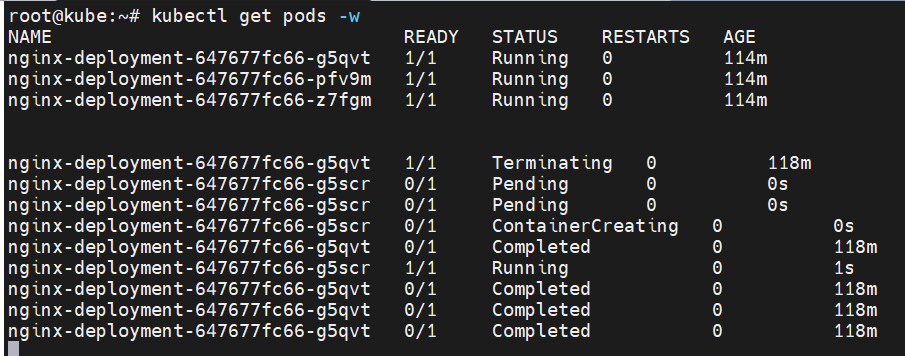 root@kube:~# kubectl get pods -w
NAME READY STATUS RESTARTS AGE
nginx-deployment-647677fc66-g5qvt 1/1 Running 0 114m
nginx-deployment-647677fc66-pfv9m 1/1 Running 0 114m
nginx-deployment-647677fc66-z7fgm 1/1 Running 0 114m
nginx-deployment-647677fc66-g5qvt 1/1 Terminating 0 118m
nginx-deployment-647677fc66-g5scr 0/1 Pending 0 0s
nginx-deployment-647677fc66-g5scr 0/1 Pending 0 0s
nginx-deployment-647677fc66-g5scr 0/1 ContainerCreating 0 0s
nginx-deployment-647677fc66-g5qvt 0/1 Completed 0 118m
nginx-deployment-647677fc66-g5scr 1/1 Running 0 1s
nginx-deployment-647677fc66-g5qvt 0/1 Completed 0 118m
nginx-deployment-647677fc66-g5qvt 0/1 Completed 0 118m
nginx-deployment-647677fc66-g5qvt 0/1 Completed 0 118m